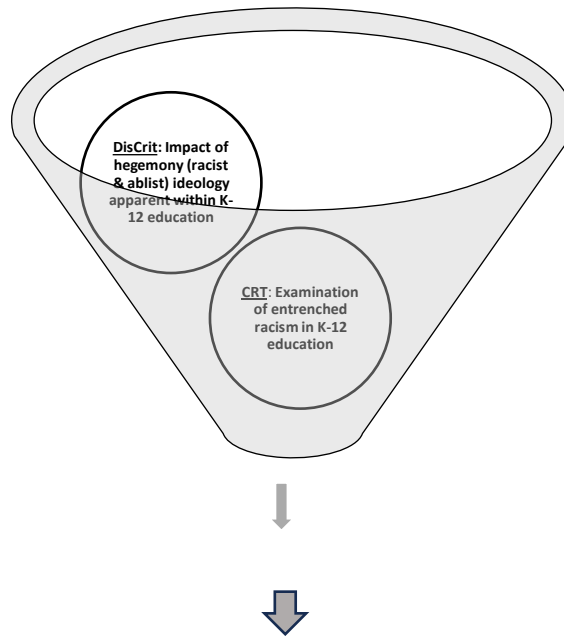 DisCrit: Impact of
hegemony (racist
& ablist) ideology
apparent within K-
12 education
CRT: Examination
of entrenched
racism in K-12
education